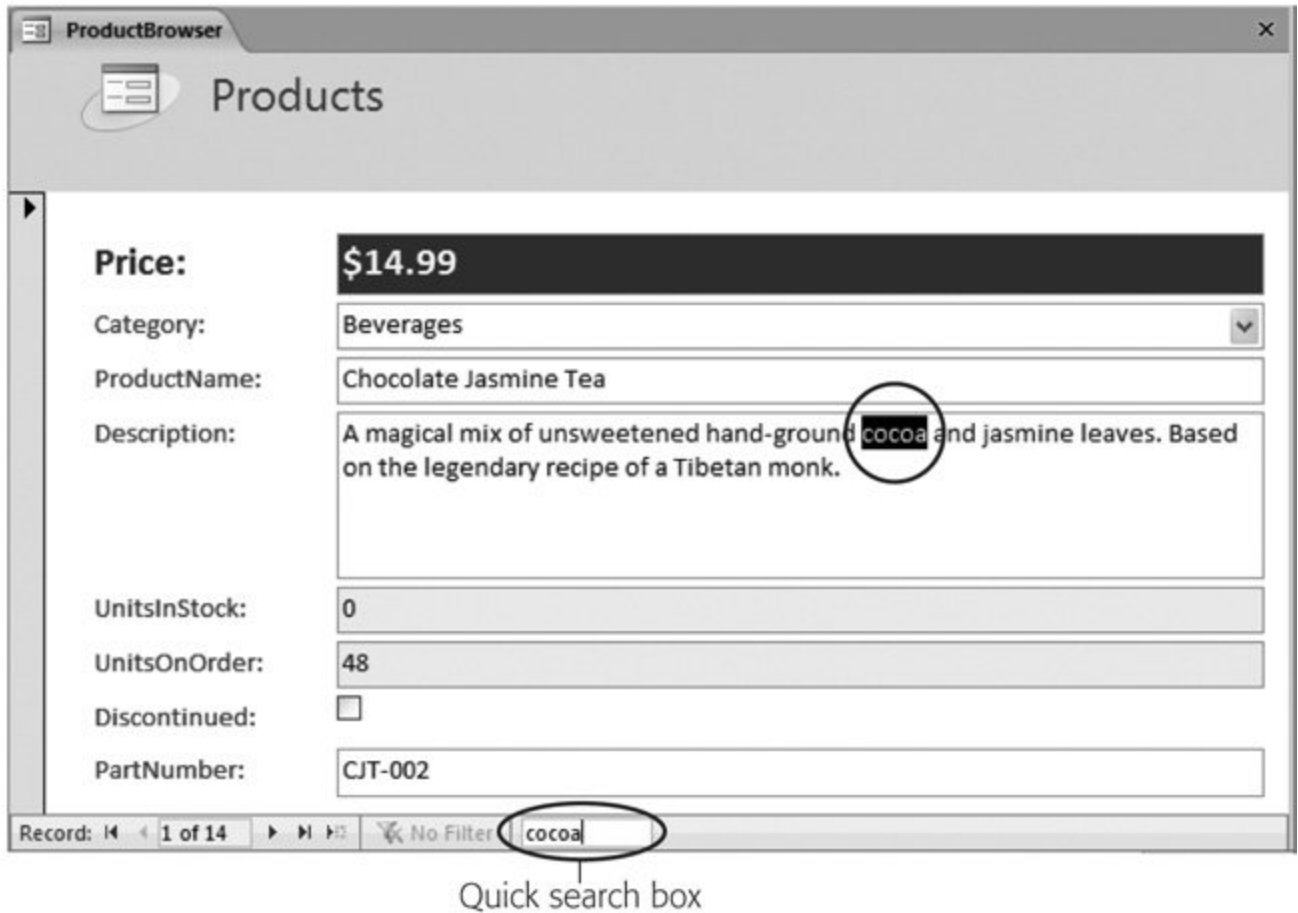 ProductBrowser
Products
Price: $14.99
Category: Beverages
ProductName: Chocolate Jasmine Tea
Description: A magical mix of unsweetened hand-ground cocoa and jasmine leaves. Based
on the legendary recipe of a Tibetan monk.
UnitsInStock: 0
UnitsOnOrder: 48
Discontinued:
PartNumber: CJT-002
Record: 1 of 14 No Filter cocoa
Quick search box